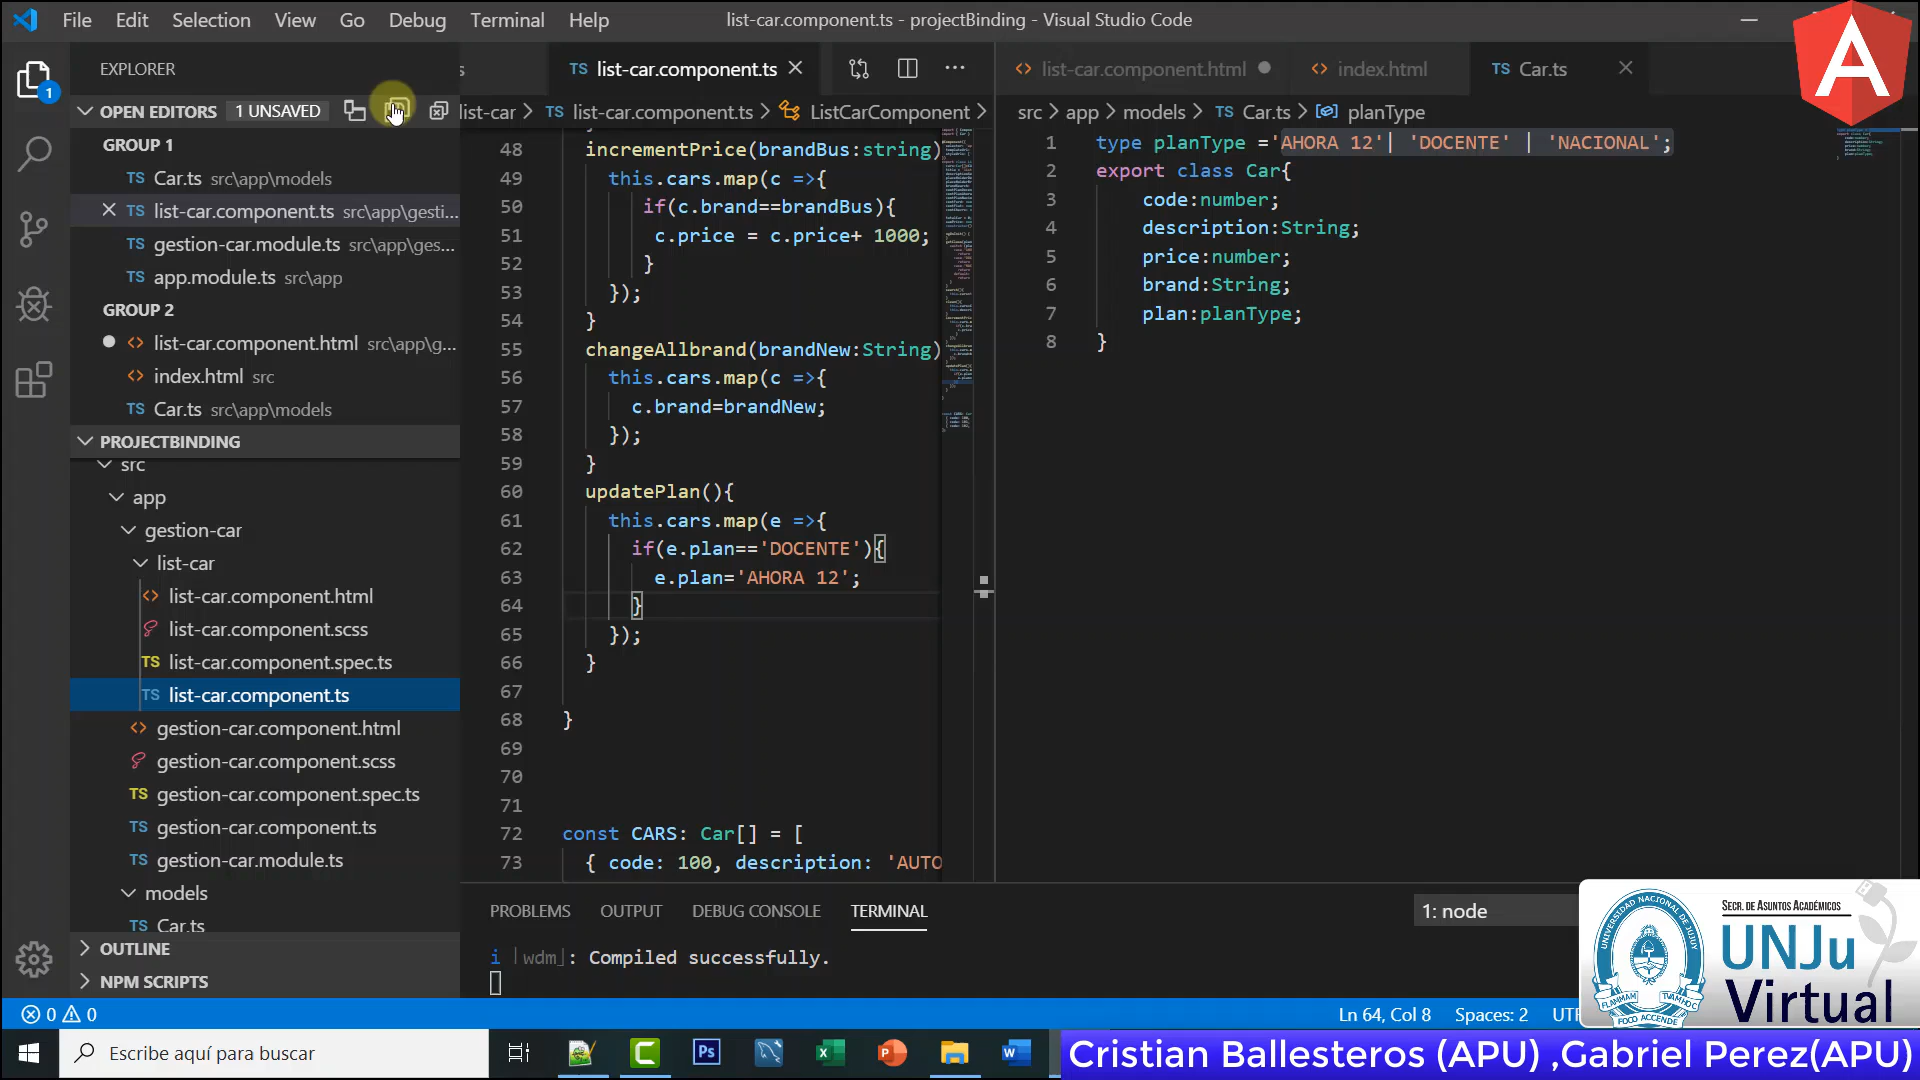 File Edit Selection View Go Debug Terminal Help list-car.component.ts - projectBinding - Visual Studio Code
EXPLORER
OPEN EDITORS 1 UNSAVED
GROUP 1
Car.ts src\app\models
list-car.component.ts src\app\gesti...
gestion-car.module.ts src\app\ges...
app.module.ts src\app
GROUP 2
list-car.component.html src\app\g...
index.html src
Car.ts src\app\models
PROJECTBINDING
src
app
gestion-car
list-car
list-car.component.html
list-car.component.scss
TS list-car.component.spec.ts
TS list-car.component.ts
gestion-car.component.html
gestion-car.component.scss
TS gestion-car.component.spec.ts
TS gestion-car.component.ts
TS gestion-car.module.ts
models
TS Car.ts
OUTLINE
NPM SCRIPTS
s TS list-car.component.ts
list-car > TS list-car.component.ts > ListCarComponent >
48 incrementPrice(brandBus:string)
49 this.cars.map(c =>{
50 if(c.brand==brandBus){
51 c.price = c.price+ 1000;
52 }
53 });
54 }
55 changeAllbrand(brandNew:String)
56 this.cars.map(c =>{
57 c.brand=brandNew;
58 });
59 }
60 updatePlan(){
61 this.cars.map(e =>{
62 if(e.plan=='DOCENTE'){
63 e.plan='AHORA 12';
64 }
65 });
66 }
67
68 }
69
70
71
72 const CARS: Car[] = [
73 { code: 100, description: 'AUTO
list-car.component.html index.html TS Car.ts
src > app > models > TS Car.ts > planType
1 type planType ='AHORA 12'| 'DOCENTE' | 'NACIONAL';
2 export class Car{
3 code:number;
4 description:String;
5 price:number;
6 brand:String;
7 plan:planType;
8 }
PROBLEMS OUTPUT DEBUG CONSOLE TERMINAL 1: node
i ｢wdm｣: Compiled successfully.
0 0 Ln 64, Col 8 Spaces: 2 UTF
SECR. DE ASUNTOS ACADÉMICOS
UNJu
Virtual
UNIVERSIDAD NACIONAL DE JUJUY
Escribe aquí para buscar
Cristian Ballesteros (APU) ,Gabriel Perez(APU)